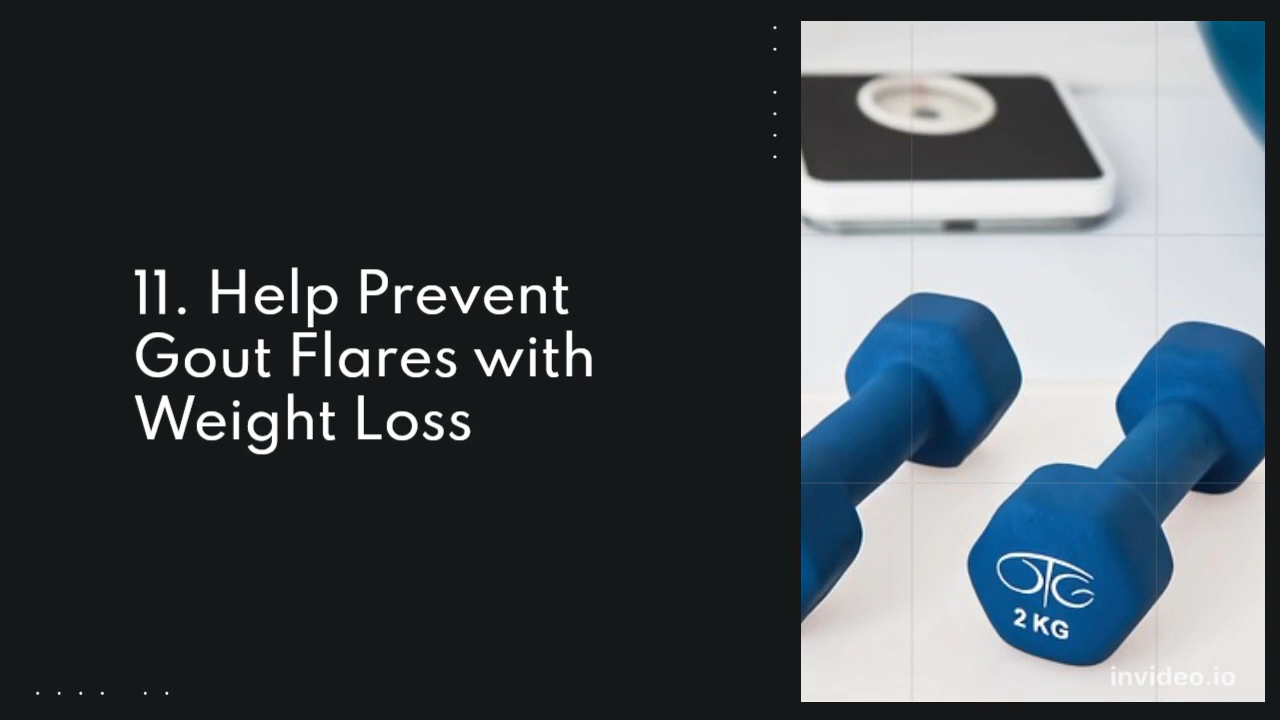 11. Help Prevent
Gout Flares with
Weight Loss
OTG
2 KG
invideo.io